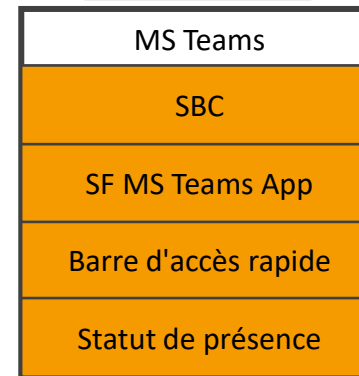 MS Teams
SBC
SF MS Teams App
Barre d'accès rapide
Statut de présence